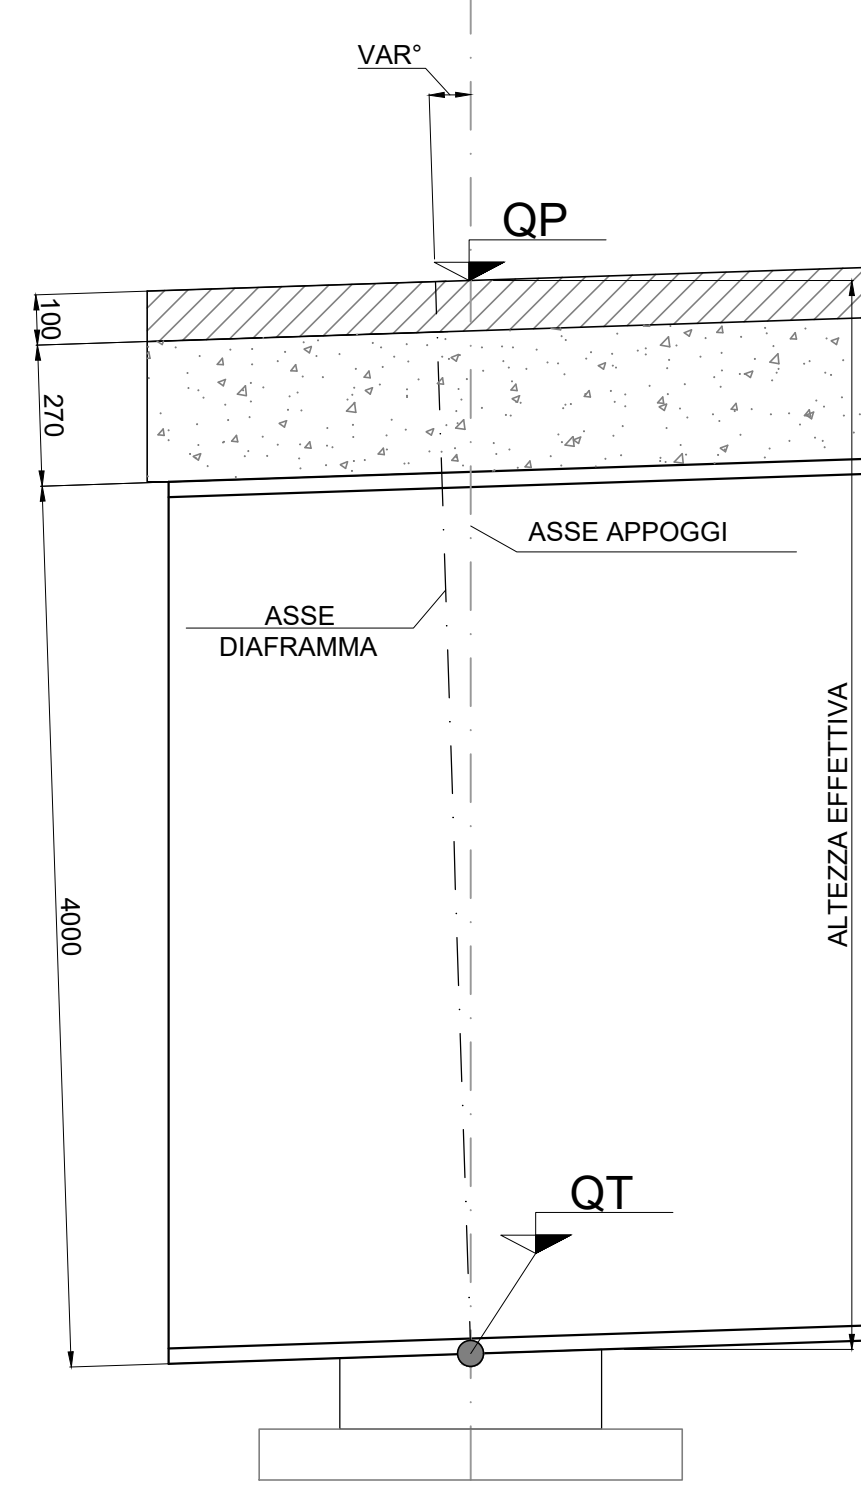 VAR°
QP
100
270
ASSE APPOGGI
ASSE
DIAFRAMMA
ALTEZZA EFFETTIVA
4000
QT